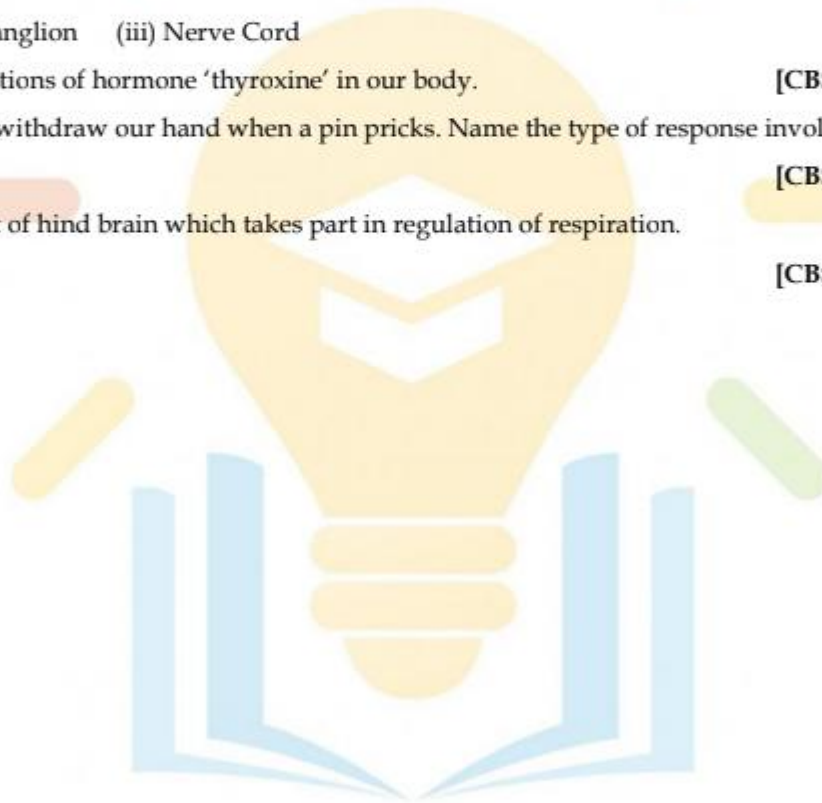 anglion (iii) Nerve Cord
tions of hormone ‘thyroxine’ in our body. [CB
withdraw our hand when a pin pricks. Name the type of response invol
[CB
of hind brain which takes part in regulation of respiration.
[CB